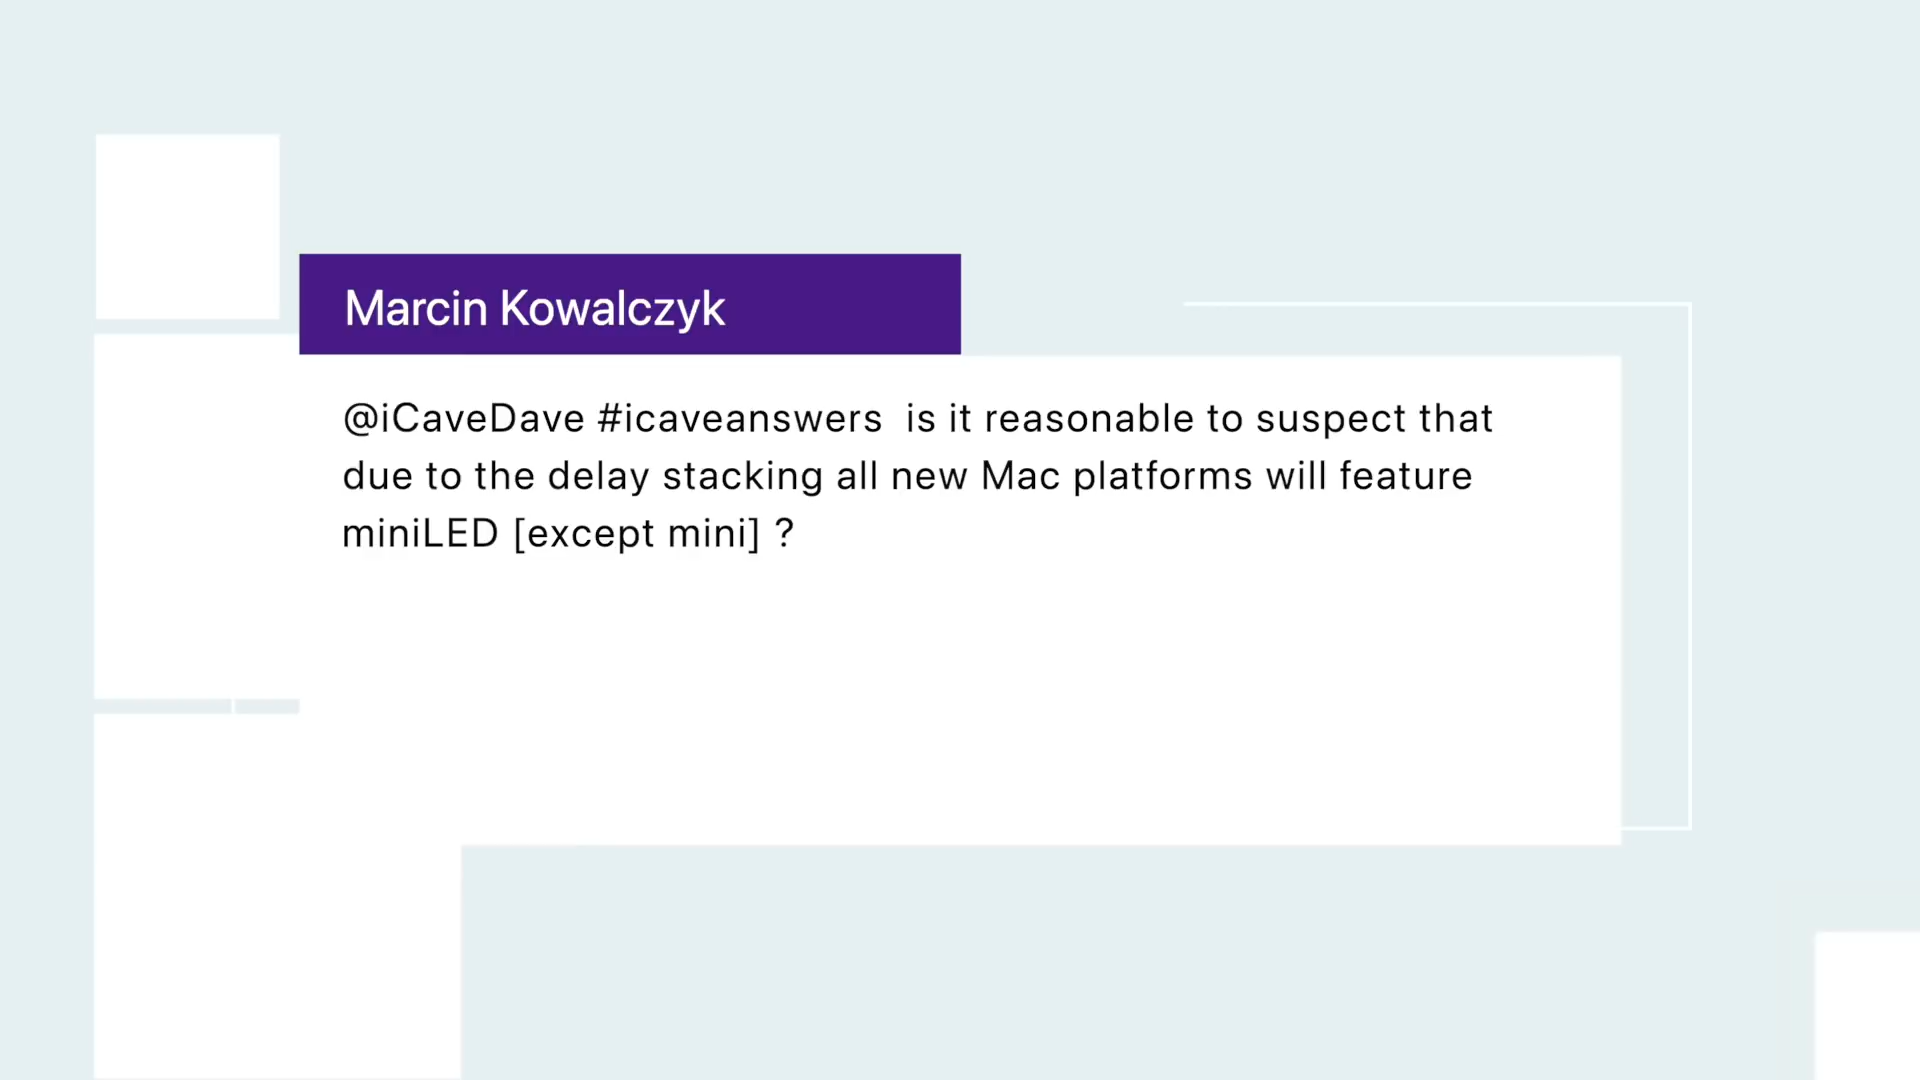 Marcin Kowalczyk
@iCaveDave #icaveanswers  is it reasonable to suspect that
due to the delay stacking all new Mac platforms will feature
miniLED [except mini] ?